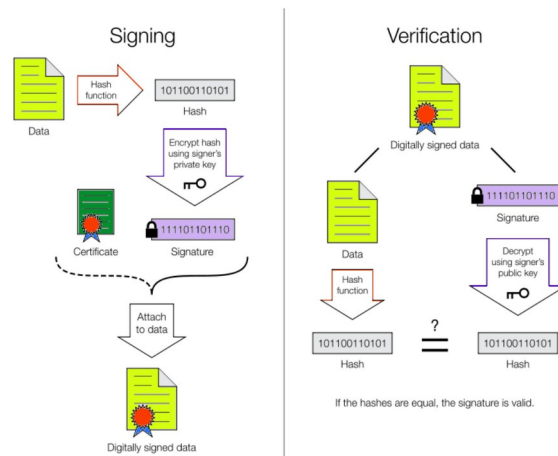 Signing
Data
Hash
function
101100110101
Hash
Encrypt hash
using signer's
private key
Certificate
111101101110
Signature
Attach
to data
Digitally signed data
Verification
Digitally signed data
Data
111101101110
Signature
Hash
function
Decrypt
using signer's
public key
101100110101
Hash
?
=
101100110101
Hash
If the hashes are equal, the signature is valid.